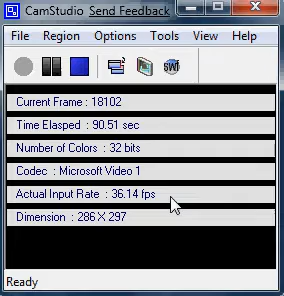 CamStudio Send Feedback
File Region Options Tools View Help
SWF
Current Frame : 18102
Time Elasped : 90.51 sec
Number of Colors : 32 bits
Codec : Microsoft Video 1
Actual Input Rate : 36.14 fps
Dimension : 286 X 297
Ready